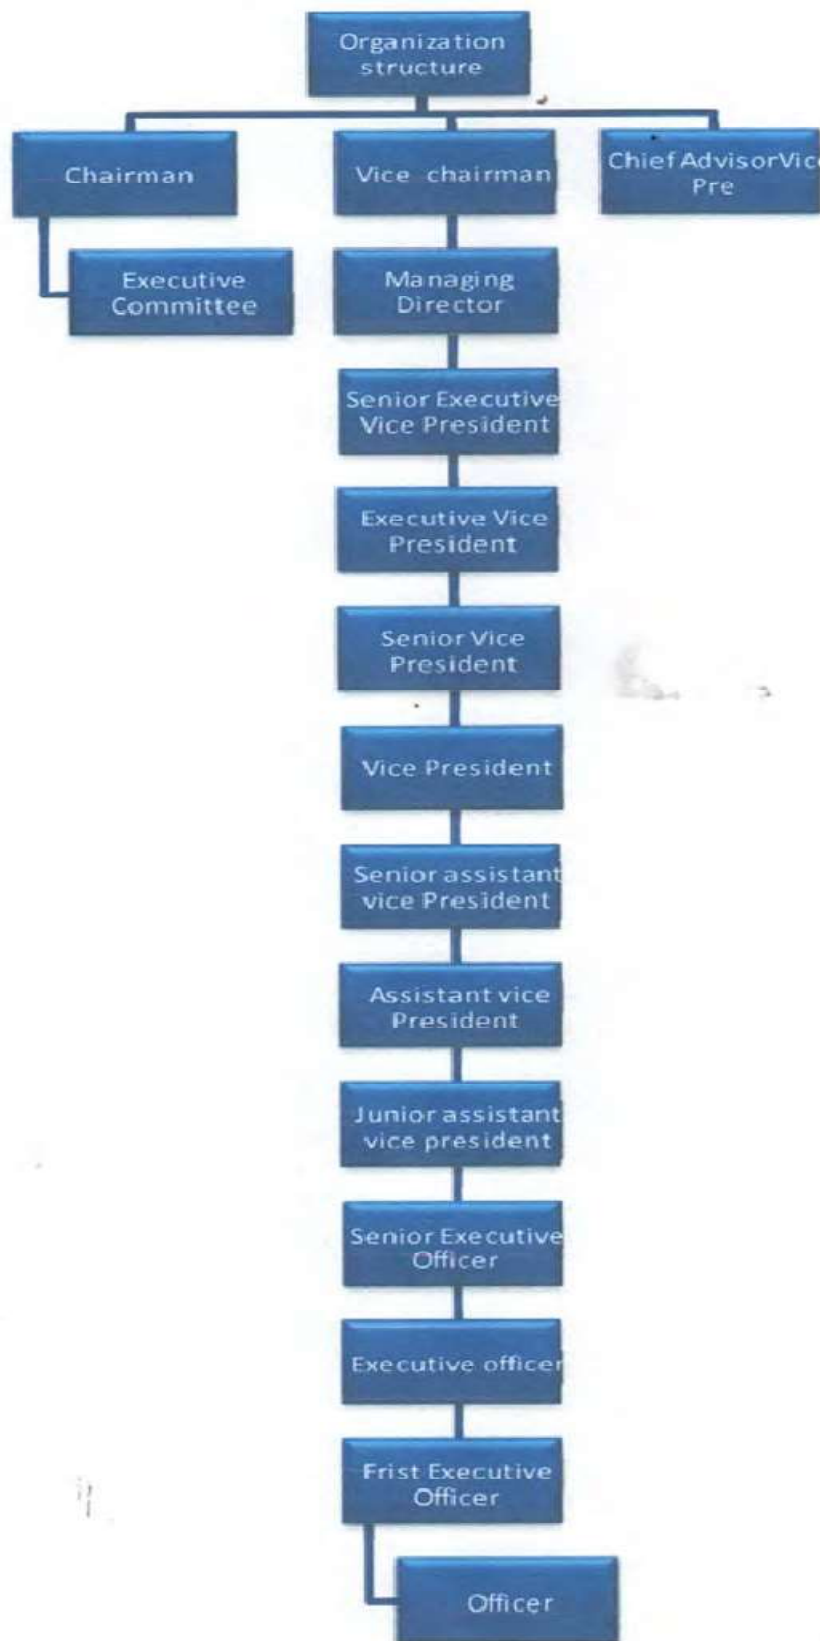 Organization
structure
Chairman
Vice chairman
Chief AdvisorVice
Pre
Executive
Committee
Managing
Director
Senior Executive
Vice President
Executive Vice
President
Senior Vice
President
Vice President
Senior assistant
vice President
Assistant vice
President
Junior assistant
vice president
Senior Executive
Officer
Executive officer
Frist Executive
Officer
Officer